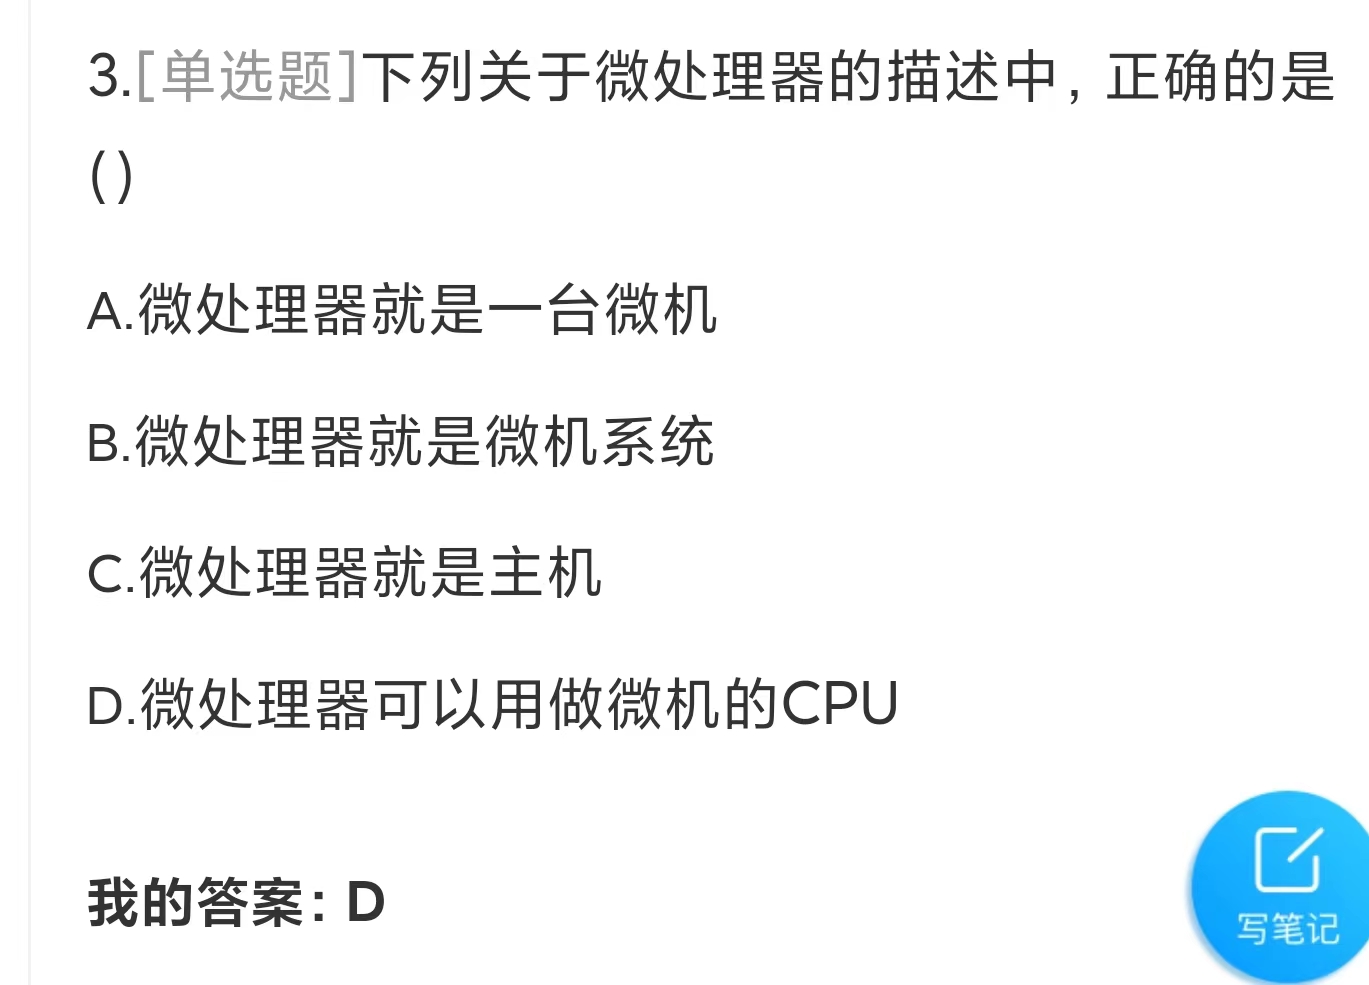 3.[单选题]下列关于微处理器的描述中, 正确的是
()
A.微处理器就是一台微机
B.微处理器就是微机系统
C.微处理器就是主机
D.微处理器可以用做微机的CPU
我的答案: D
写笔记